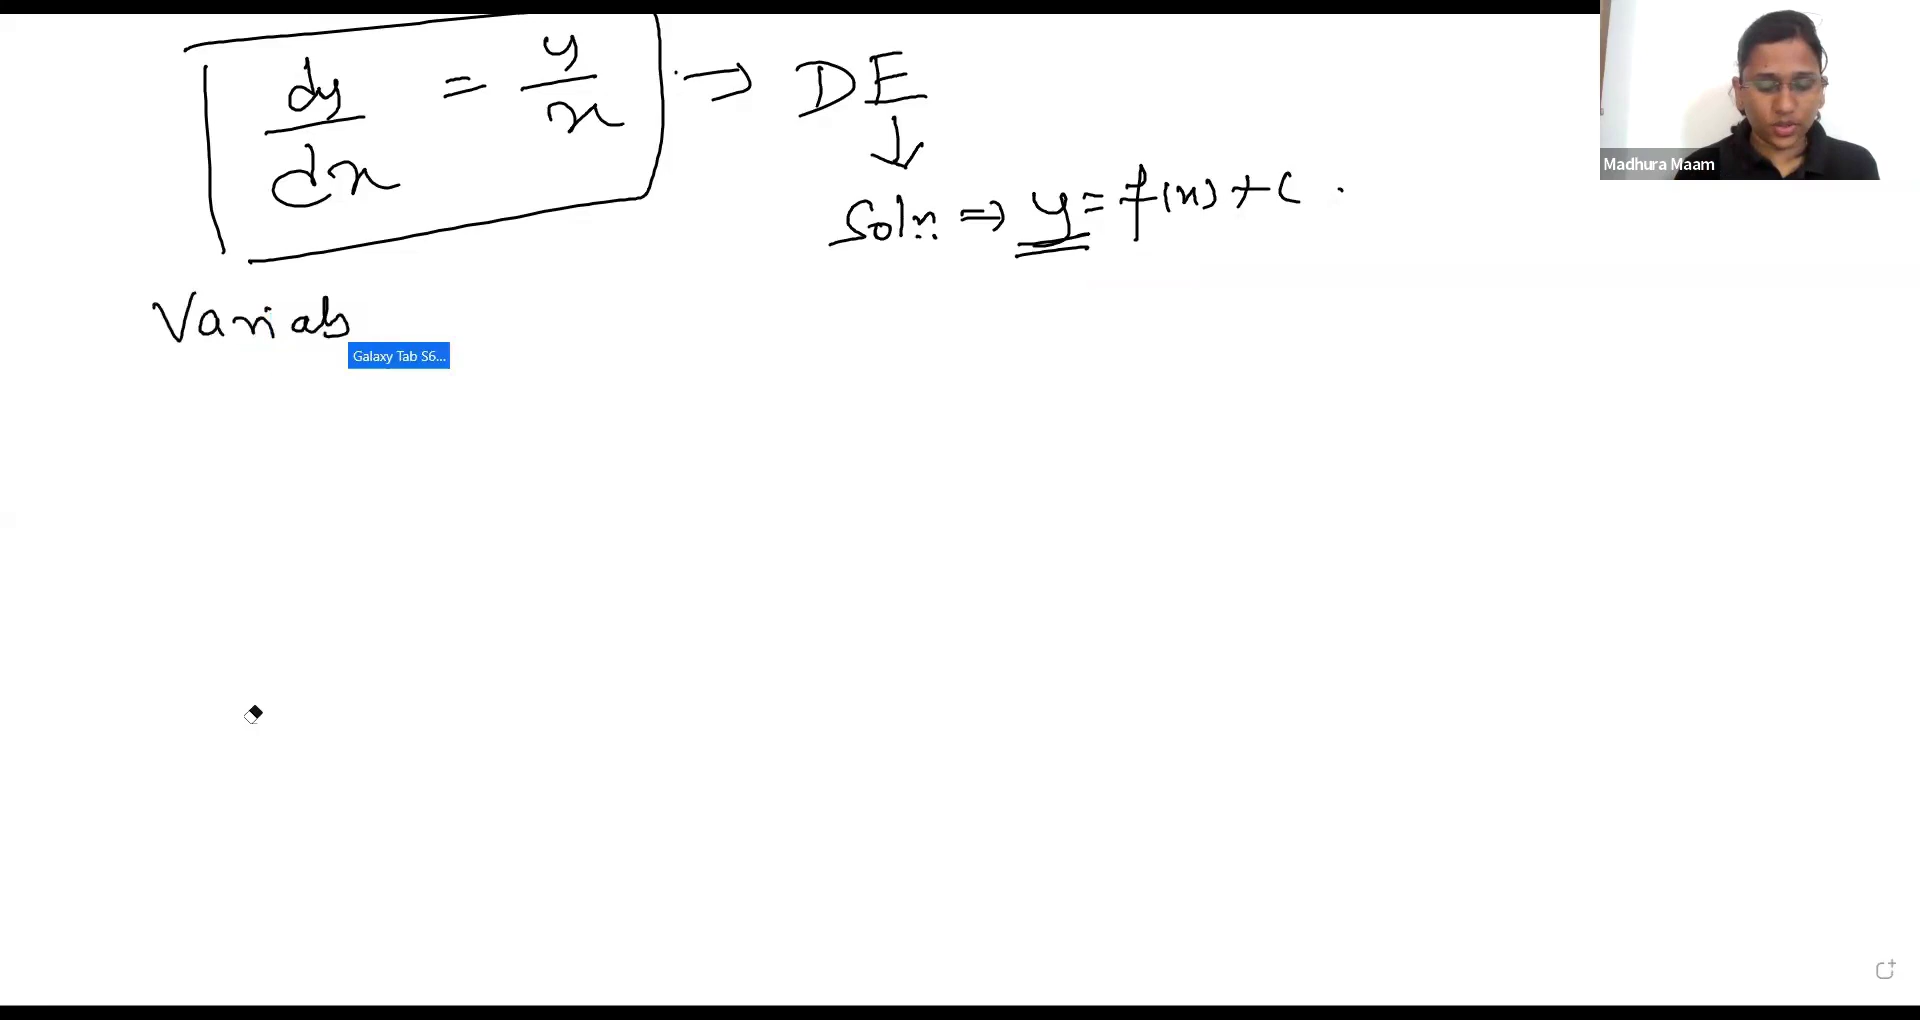 dy/dx = y/x → DE
↓
Soln ⇒ y = f(x) + C
Variab
Galaxy Tab S6...
Madhura Maam